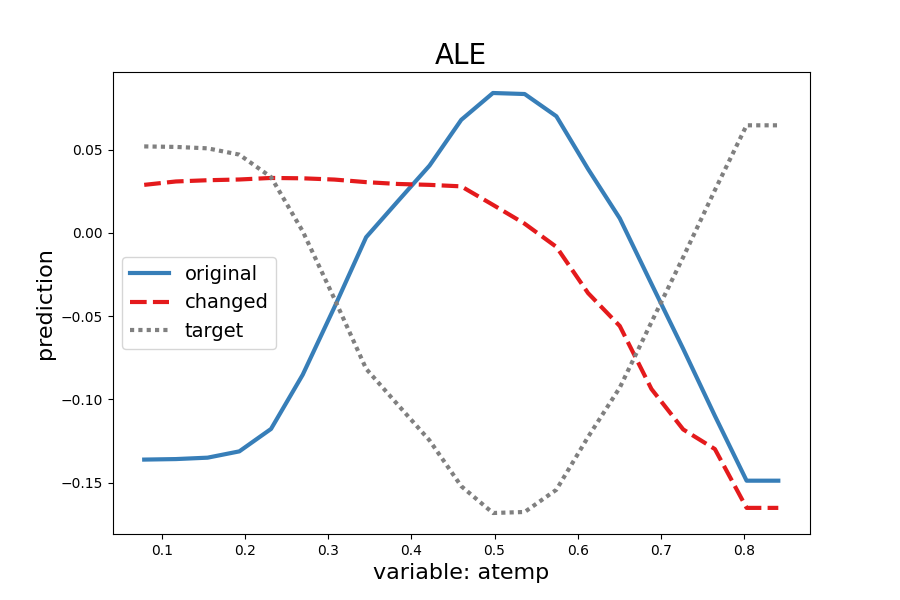 ALE
prediction
0.05
0.00
−0.05
−0.10
−0.15
original
changed
target
0.1 0.2 0.3 0.4 0.5 0.6 0.7 0.8
variable: atemp